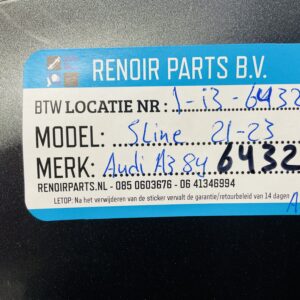 RENOIR PARTS B.V.
BTW LOCATIE NR: 1-i3-6432
MODEL: Sline 21-23
MERK: Audi A3 8y 6432
RENOIRPARTS.NL - 085 0603676 - 06 41346994
LETOP: Na het verwijderen van de sticker vervalt de garantie/retourbeleid van 14 dagen